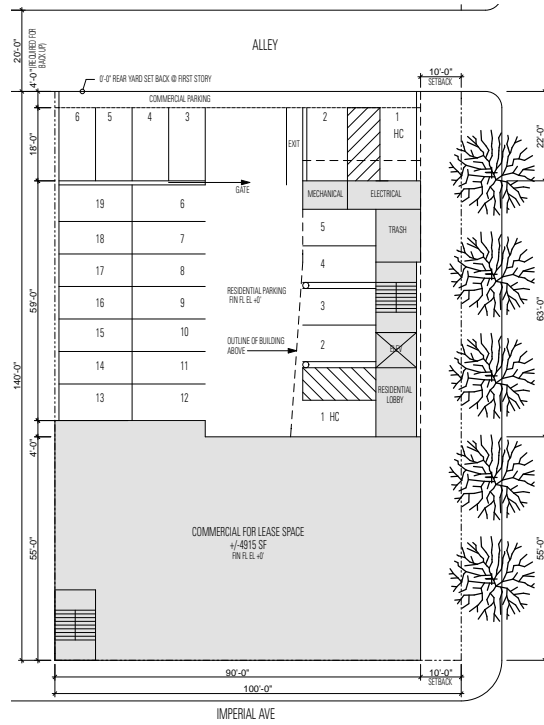 ALLEY
20'-0"
4'-0"
(REQUIRED FOR
BACK UP)
0'-0" REAR YARD SET BACK @ FIRST STORY
10'-0"
SETBACK
COMMERCIAL PARKING
6
5
4
3
EXIT
2
1
HC
18'-0"
22'-0"
GATE
MECHANICAL
ELECTRICAL
TRASH
19
6
18
7
17
8
16
9
15
10
14
11
13
12
5
4
3
2
1 HC
RESIDENTIAL PARKING
FIN FL EL +0'
OUTLINE OF BUILDING
ABOVE
ELEV
RESIDENTIAL
LOBBY
59'-0"
63'-0"
140'-0"
4'-0"
55'-0"
55'-0"
COMMERCIAL FOR LEASE SPACE
+/-4915 SF
FIN FL EL +0'
90'-0"
10'-0"
SETBACK
100'-0"
IMPERIAL AVE